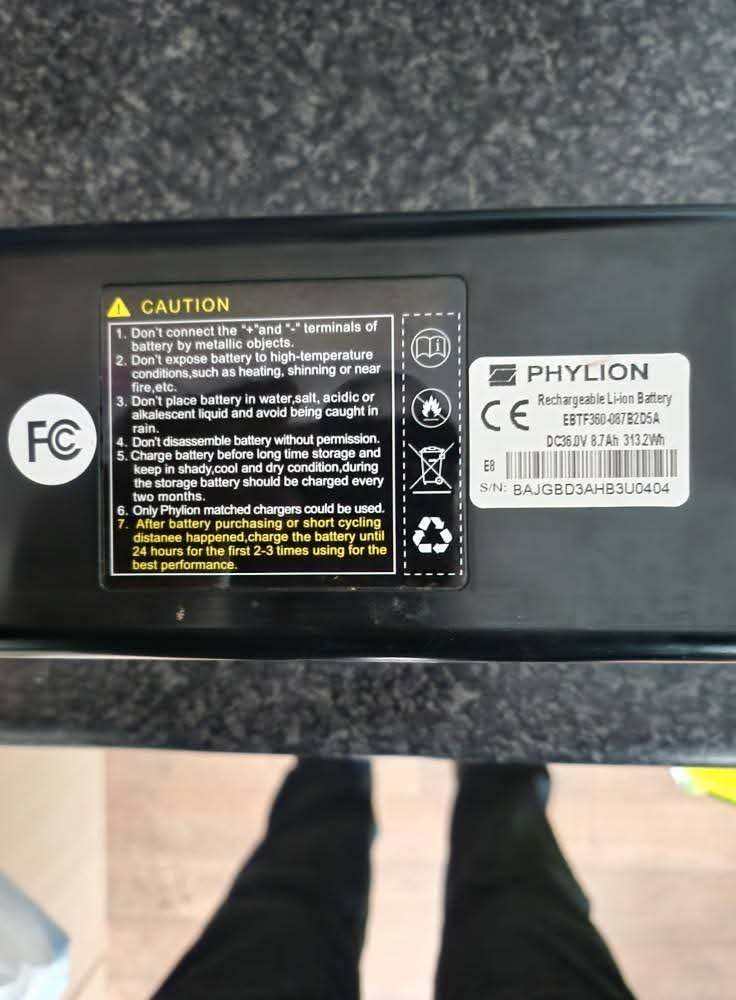 CAUTION
1. Don't connect the "+"and "-" terminals of
battery by metallic objects.
2. Don't expose battery to high-temperature
conditions,such as heating, shinning or near
fire,etc.
3. Don't place battery in water,salt, acidic or
alkalescent liquid and avoid being caught in
rain.
4. Don't disassemble battery without permission.
5. Charge battery before long time storage and
keep in shady,cool and dry condition,during
the storage battery should be charged every
two months.
6. Only Phylion matched chargers could be used.
7. After battery purchasing or short cycling
distanee happened,charge the battery until
24 hours for the first 2-3 times using for the
best performance.
FC
PHYLION
CE
Rechargeable Li-ion Battery
EBTF360-087B2D5A
DC36.0V 8.7Ah 313.2Wh
E8
S/N: BAJGBD3AHB3U0404